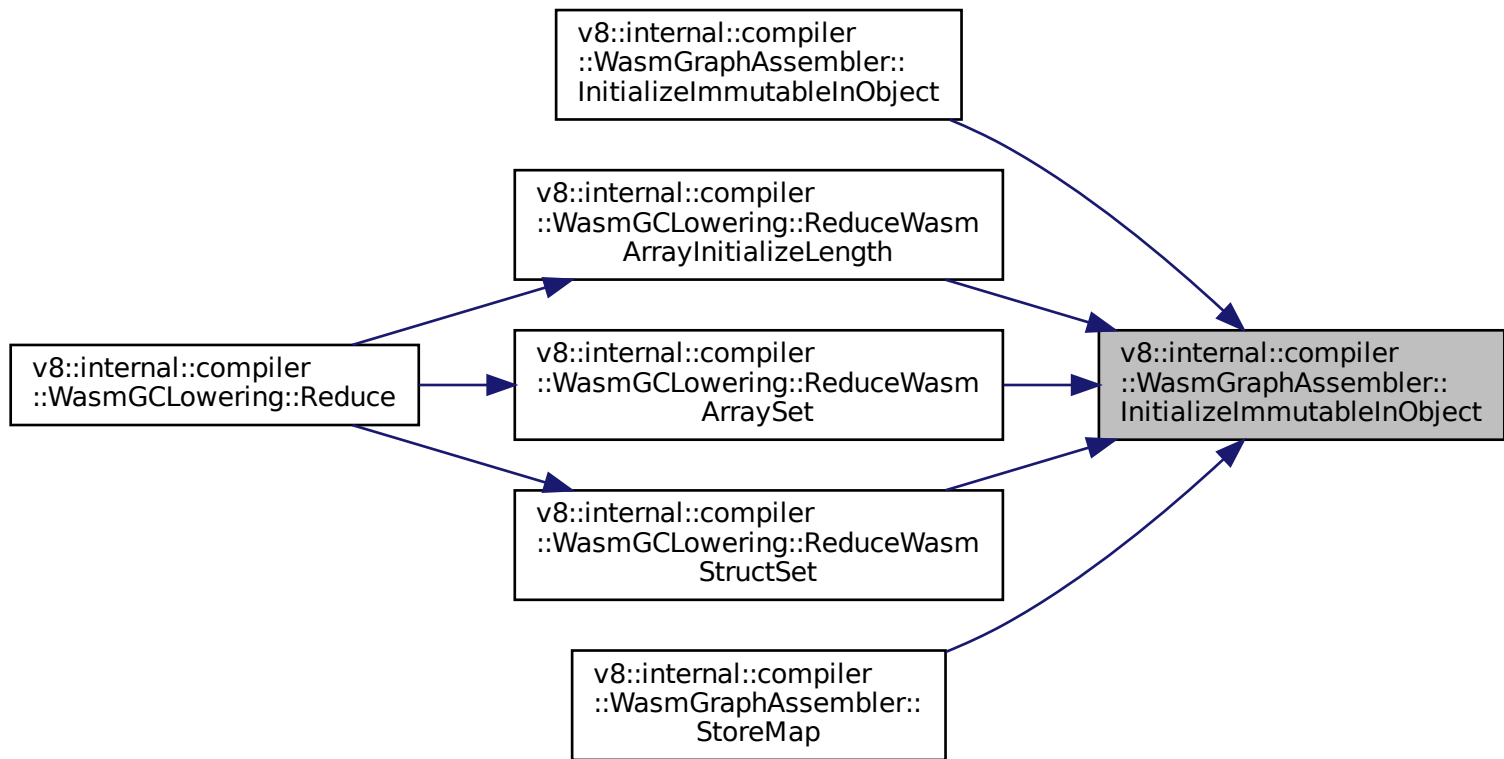 v8::internal::compiler
::WasmGraphAssembler::
InitializeImmutableInObject
v8::internal::compiler
::WasmGCLowering::ReduceWasm
ArrayInitializeLength
v8::internal::compiler
::WasmGCLowering::Reduce
v8::internal::compiler
::WasmGCLowering::ReduceWasm
ArraySet
v8::internal::compiler
::WasmGraphAssembler::
InitializeImmutableInObject
v8::internal::compiler
::WasmGCLowering::ReduceWasm
StructSet
v8::internal::compiler
::WasmGraphAssembler::
StoreMap